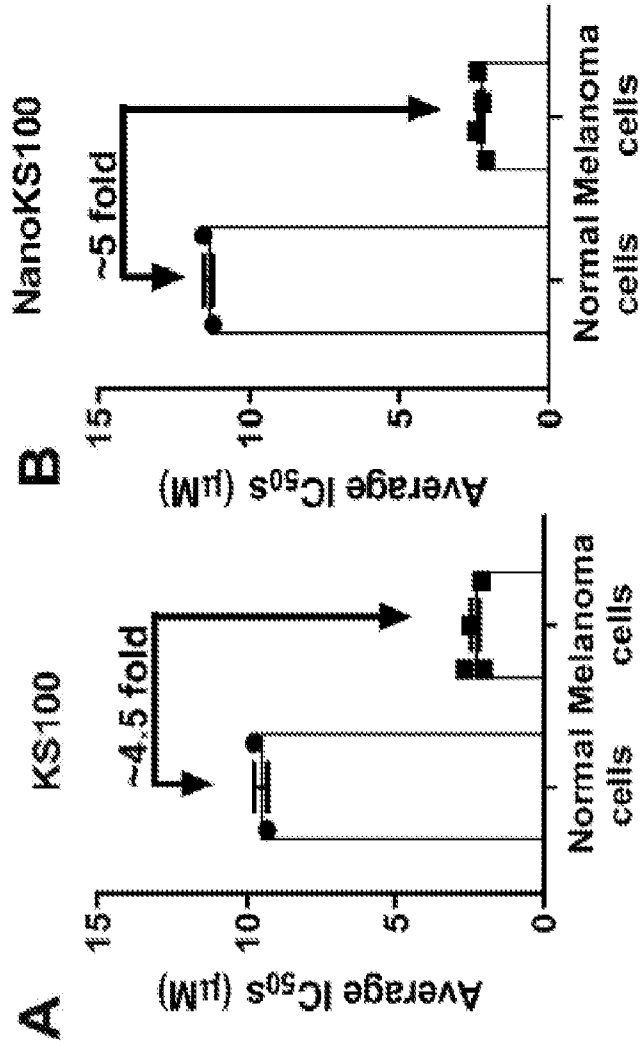 A
KS100
~4.5 fold
Average IC50s (µM)
15
10
5
0
Normal Melanoma
cells cells
B
NanoKS100
~5 fold
Average IC50s (µM)
15
10
5
0
Normal Melanoma
cells cells